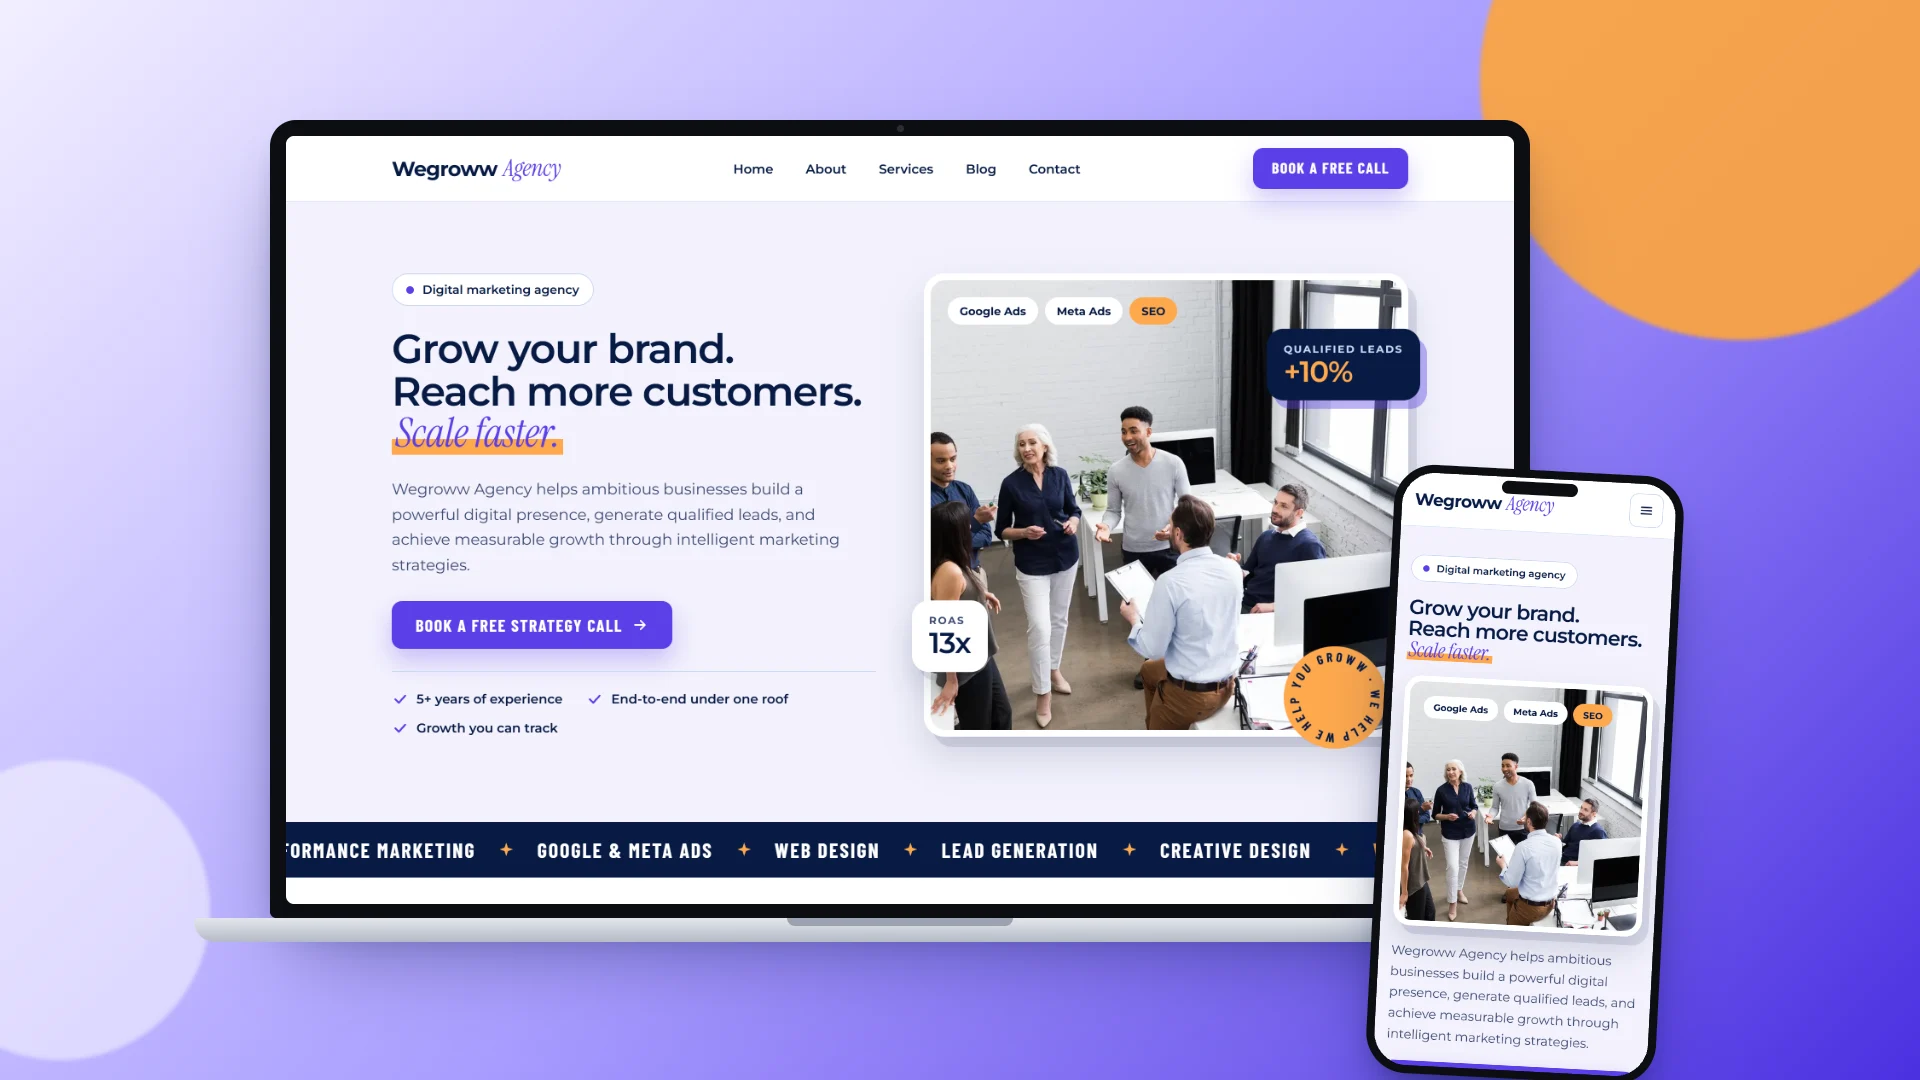 Wegroww Agency
Home About Services Blog Contact
BOOK A FREE CALL
Digital marketing agency
Grow your brand.
Reach more customers.
Scale faster.
Wegroww Agency helps ambitious businesses build a
powerful digital presence, generate qualified leads, and
achieve measurable growth through intelligent marketing
strategies.
BOOK A FREE STRATEGY CALL
5+ years of experience
End-to-end under one roof
Growth you can track
Google Ads
Meta Ads
SEO
QUALIFIED LEADS
+10%
ROAS
13x
WE HELP YOU GROWW · WE HELP
FORMANCE MARKETING ✦ GOOGLE & META ADS ✦ WEB DESIGN ✦ LEAD GENERATION ✦ CREATIVE DESIGN ✦
Wegroww Agency
Digital marketing agency
Grow your brand.
Reach more customers.
Scale faster.
Google Ads
Meta Ads
SEO
Wegroww Agency helps ambitious
businesses build a powerful digital
presence, generate qualified leads, and
achieve measurable growth through
intelligent marketing strategies.